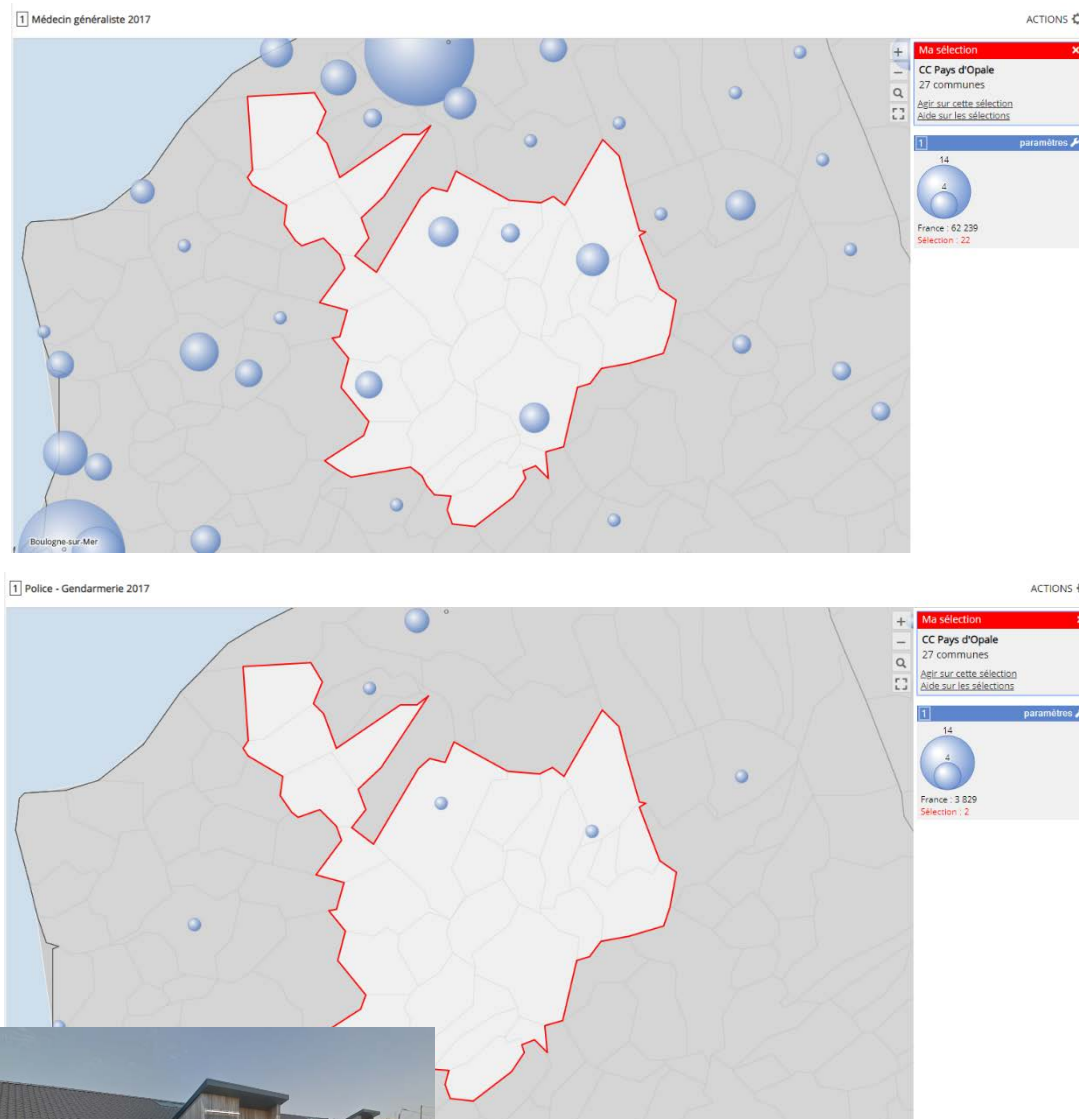 1 Médecin généraliste 2017
ACTIONS
Ma sélection
CC Pays d'Opale
27 communes
Agir sur cette sélection
Aide sur les sélections
1 paramètres
14
4
France : 62 239
Sélection : 22
Boulogne-sur-Mer
1 Police - Gendarmerie 2017
ACTIONS
Ma sélection
CC Pays d'Opale
27 communes
Agir sur cette sélection
Aide sur les sélections
1 paramètres
14
4
France : 3 829
Sélection : 2